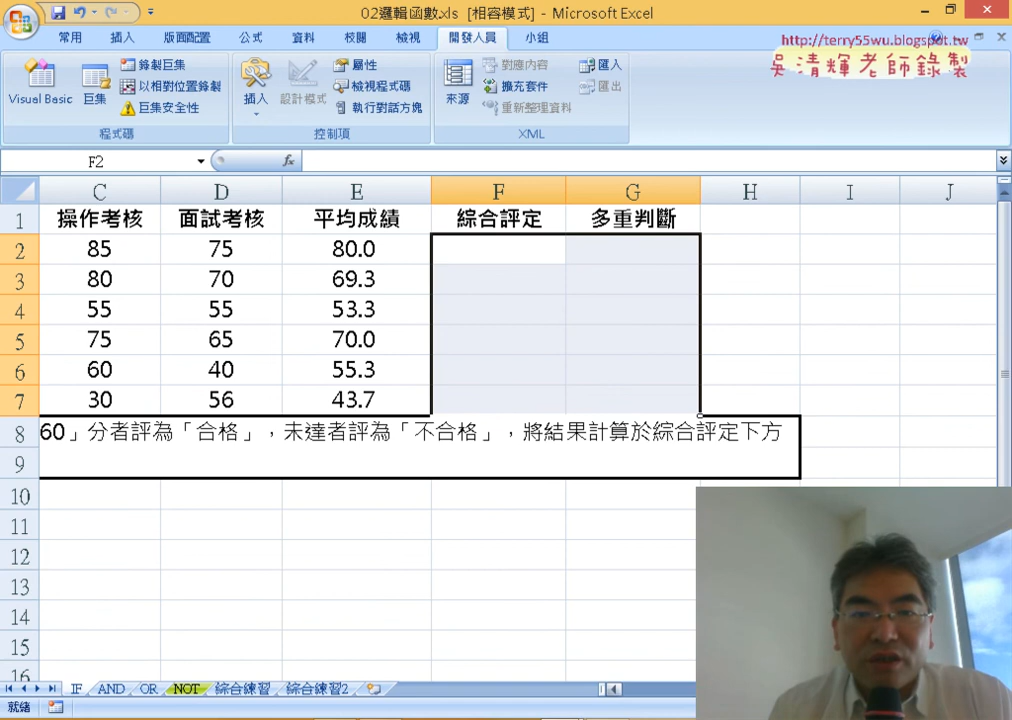 02邏輯函數.xls [相容模式] - Microsoft Excel
常用 插入 版面配置 公式 資料 校閱 檢視 開發人員 小組
http://terry55wu.blogspot.tw
吳清輝老師錄製
Visual Basic 巨集 錄製巨集 以相對位置錄製 巨集安全性
插入 設計模式 屬性 檢視程式碼 執行對話方塊
來源 對應內容 擴充套件 重新整理資料 匯入 匯出
程式碼 控制項 XML
F2 fx
C D E F G H I J
1 操作考核 面試考核 平均成績 綜合評定 多重判斷
2 85 75 80.0
3 80 70 69.3
4 55 55 53.3
5 75 65 70.0
6 60 40 55.3
7 30 56 43.7
8 60」分者評為「合格」，未達者評為「不合格」，將結果計算於綜合評定下方
9
10
11
12
13
14
15
16
IF AND OR NOT 綜合練習 綜合練習2
就緒